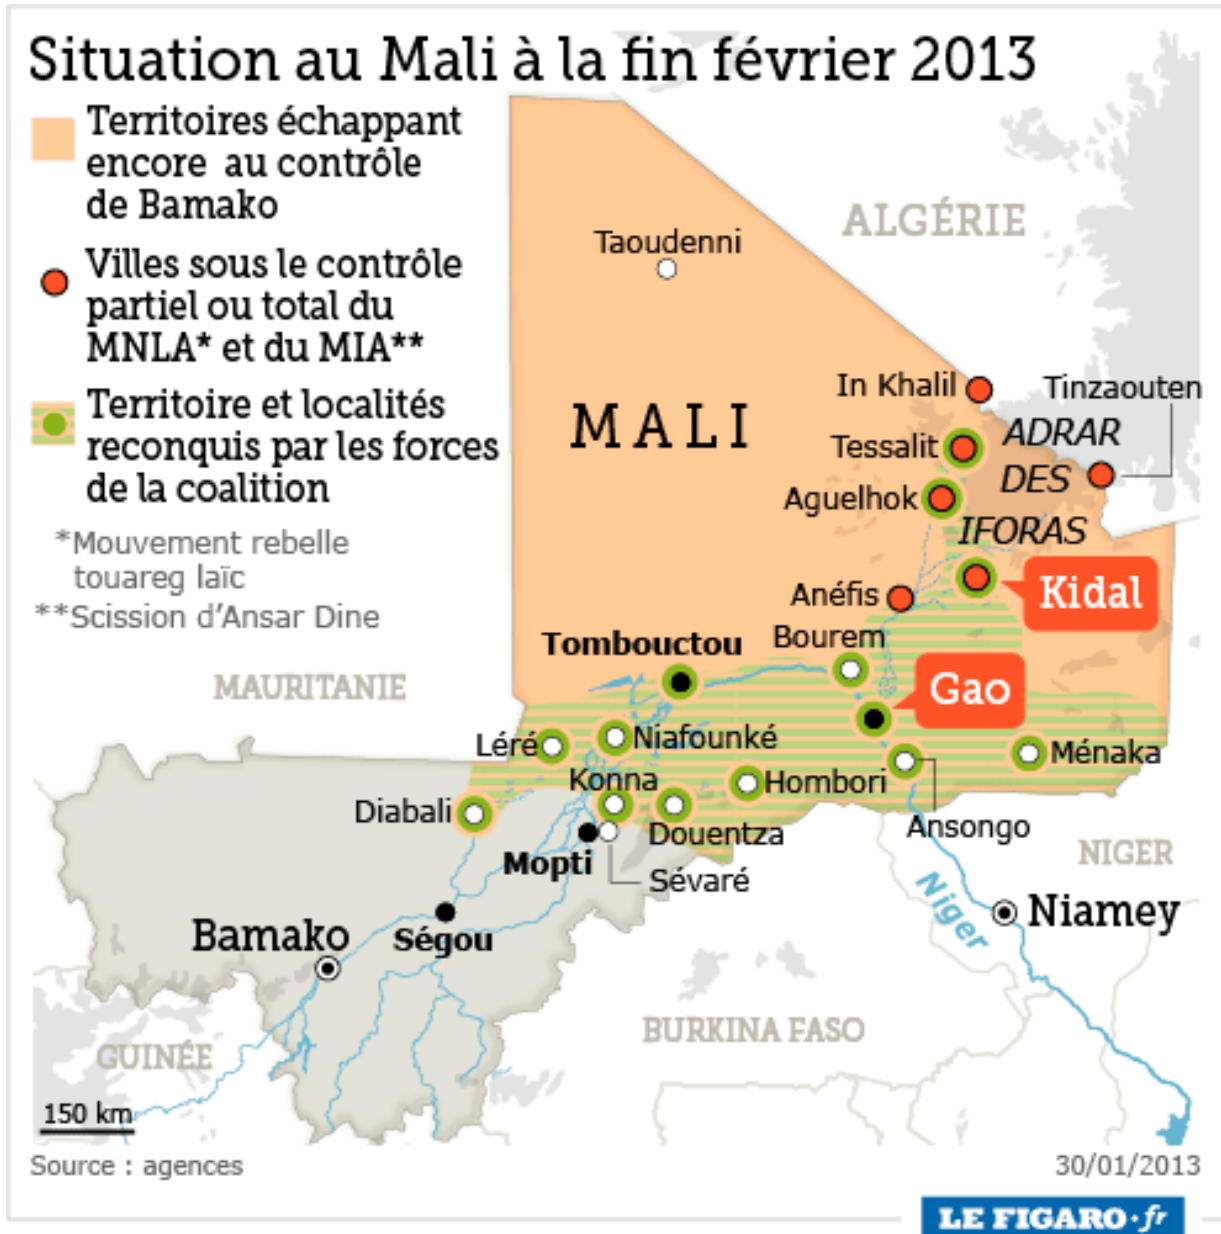 Situation au Mali à la fin février 2013
Territoires échappant
encore au contrôle
de Bamako
Villes sous le contrôle
partiel ou total du
MNLA* et du MIA**
Territoire et localités
reconquis par les forces
de la coalition
*Mouvement rebelle
touareg laïc
**Scission d'Ansar Dine
ALGÉRIE
Taoudenni
MALI
In Khalil
Tinzaouten
Tessalit
ADRAR
DES
IFORAS
Aguelhok
Kidal
Anéfis
Bourem
Tombouctou
Gao
MAURITANIE
Léré
Niafounké
Ménaka
Konna
Hombori
Diabali
Douentza
Ansongo
Mopti
Sévaré
NIGER
Niger
Niamey
Bamako
Ségou
BURKINA FASO
GUINÉE
150 km
Source : agences
30/01/2013
LE FIGARO·fr